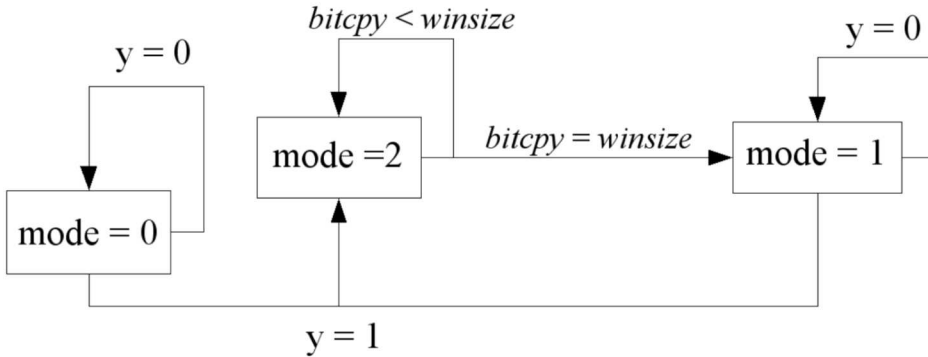 bitcpy < winsize
y = 0
y = 0
mode =2
bitcpy = winsize
mode = 1
mode = 0
y = 1